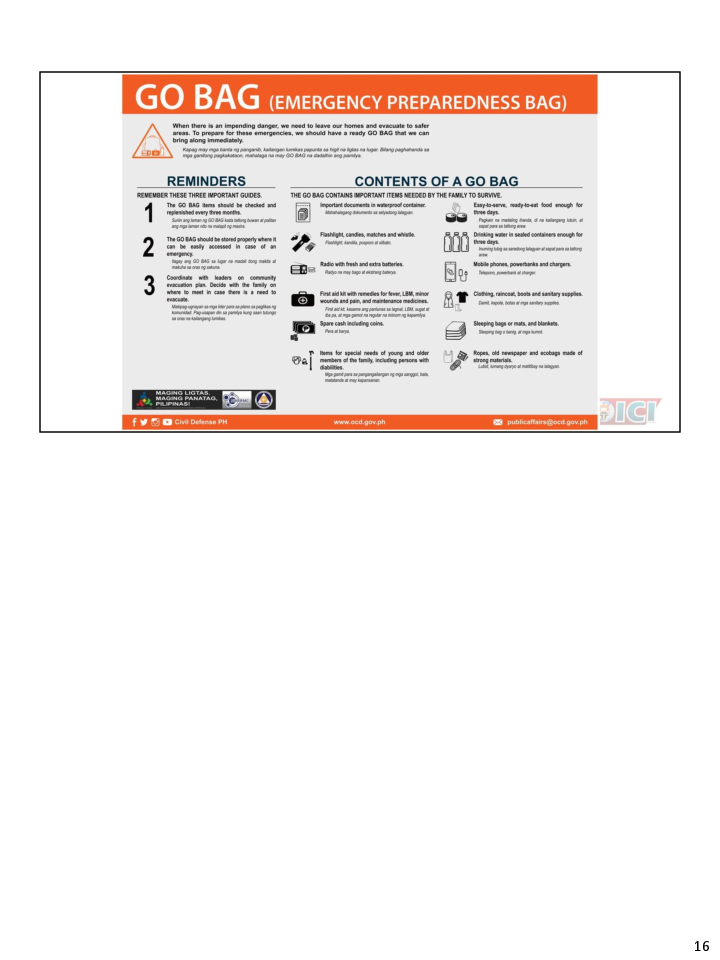 GO BAG (EMERGENCY PREPAREDNESS BAG)
When there is an impending danger, we need to leave our homes and evacuate to safer
areas. To prepare for these emergencies, we should have a ready GO BAG that we can
bring along immediately.
Kapag may mga banta ng panganib, kailangan lumikas papunta sa higit na ligtas na lugar. Bilang paghahanda sa
mga ganitong pagkakataon, mahalaga na may GO BAG na dadalhin ang pamilya.
REMINDERS
REMEMBER THESE THREE IMPORTANT GUIDES.
1
The GO BAG items should be checked and
replenished every three months.
Suriin ang laman ng GO BAG kada tatlong buwan at palitan
ang mga laman nito na malapit ng masira.
2
The GO BAG should be stored properly where it
can be easily accessed in case of an
emergency.
Ilagay ang GO BAG sa lugar na madali itong makita at
makuha sa oras ng sakuna.
3
Coordinate with leaders on community
evacuation plan. Decide with the family on
where to meet in case there is a need to
evacuate.
Makipag-ugnayan sa mga lider para sa plano sa paglikas ng
komunidad. Pag-usapan din sa pamilya kung saan tutungo
sa oras na kailangang lumikas.
CONTENTS OF A GO BAG
THE GO BAG CONTAINS IMPORTANT ITEMS NEEDED BY THE FAMILY TO SURVIVE.
Important documents in waterproof container.
Mahahalagang dokumento sa selyadong lalagyan.
Flashlight, candles, matches and whistle.
Flashlight, kandila, posporo at silbato.
Radio with fresh and extra batteries.
Radyo na may bago at ekstrang baterya.
First aid kit with remedies for fever, LBM, minor
wounds and pain, and maintenance medicines.
First aid kit, kasama ang panlunas sa lagnat, LBM, sugat at
iba pa, at mga gamot na regular na iniinom ng kapamilya.
Spare cash including coins.
Pera at barya.
Items for special needs of young and older
members of the family, including persons with
diabilities.
Mga gamit para sa pangangailangan ng mga sanggol, bata,
matatanda at may kapansanan.
Easy-to-serve, ready-to-eat food enough for
three days.
Pagkain na madaling ihanda, di na kailangang lutuin, at
sapat para sa tatlong araw.
Drinking water in sealed containers enough for
three days.
Inuming tubig sa saradong lalagyan at sapat para sa tatlong
araw.
Mobile phones, powerbanks and chargers.
Telepono, powerbank at charger.
Clothing, raincoat, boots and sanitary supplies.
Damit, kapote, botas at mga sanitary supplies.
Sleeping bags or mats, and blankets.
Sleeping bag o banig, at mga kumot.
Ropes, old newspaper and ecobags made of
strong materials.
Lubid, lumang dyaryo at matitibay na lalagyan.
MAGING LIGTAS.
MAGING PANATAG,
PILIPINAS!
Civil Defense PH
www.ocd.gov.ph
publicaffairs@ocd.gov.ph
16